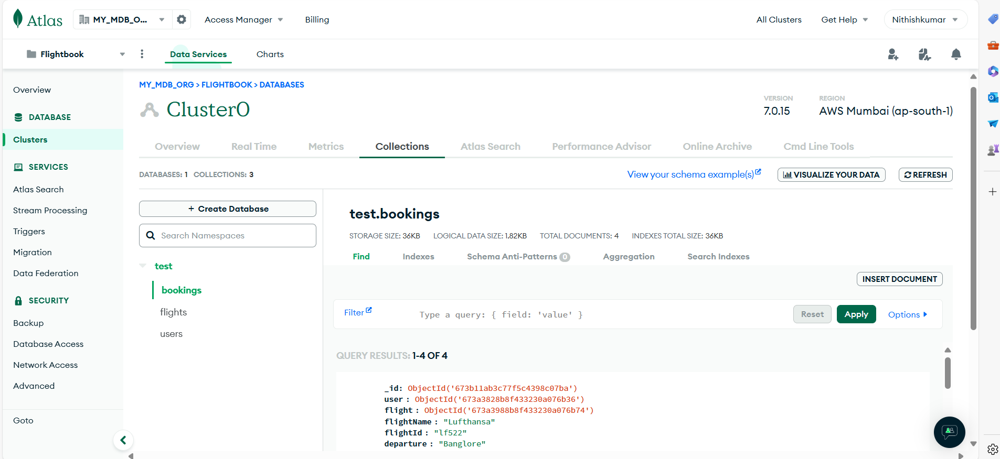 Atlas
MY_MDB_O...
Access Manager
Billing
All Clusters
Get Help
Nithishkumar
Flightbook
Data Services
Charts
Overview
DATABASE
Clusters
SERVICES
Atlas Search
Stream Processing
Triggers
Migration
Data Federation
SECURITY
Backup
Database Access
Network Access
Advanced
Goto
MY_MDB_ORG > FLIGHTBOOK > DATABASES
Cluster0
VERSION
7.0.15
REGION
AWS Mumbai (ap-south-1)
Overview
Real Time
Metrics
Collections
Atlas Search
Performance Advisor
Online Archive
Cmd Line Tools
DATABASES: 1 COLLECTIONS: 3
View your schema example(s)
VISUALIZE YOUR DATA
REFRESH
+ Create Database
Search Namespaces
test
bookings
flights
users
test.bookings
STORAGE SIZE: 36KB LOGICAL DATA SIZE: 1.82KB TOTAL DOCUMENTS: 4 INDEXES TOTAL SIZE: 36KB
Find
Indexes
Schema Anti-Patterns 0
Aggregation
Search Indexes
INSERT DOCUMENT
Filter
Type a query: { field: 'value' }
Reset
Apply
Options
QUERY RESULTS: 1-4 OF 4
_id: ObjectId('673b11ab3c77f5c4398c07ba')
user : ObjectId('673a3828b8f433230a076b36')
flight : ObjectId('673a3988b8f433230a076b74')
flightName : "Lufthansa"
flightId : "lf522"
departure : "Banglore"